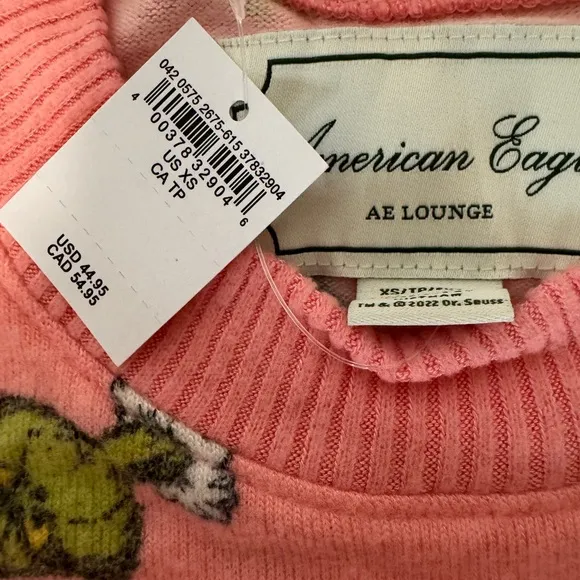 042 0575 2675-615 37832904
4 00378 32904 6
US XS
CA TP
USD 44.95
CAD 54.95
American Eagl
AE LOUNGE
XS/TP/
TM & © 2022 Dr. Seuss